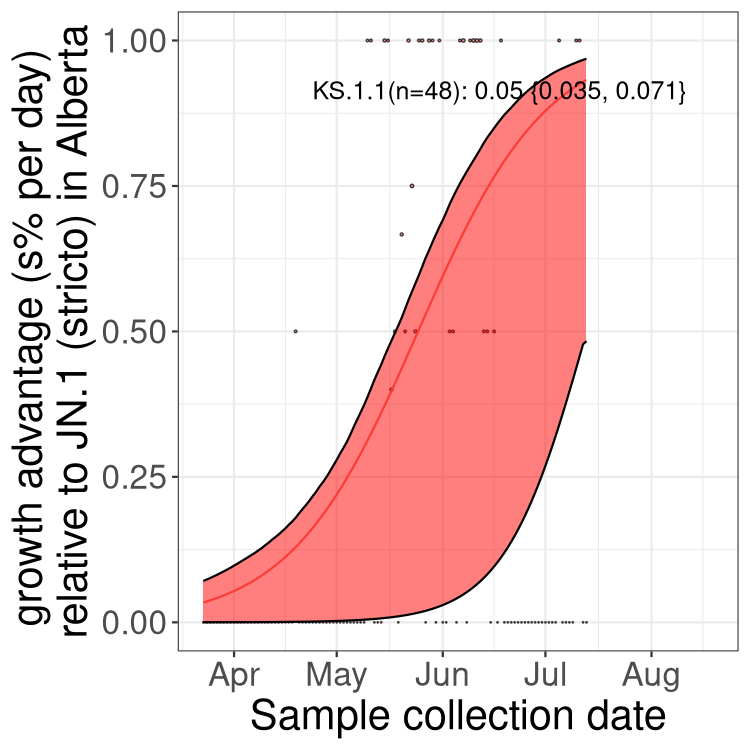 growth advantage (s% per day)
relative to JN.1 (stricto) in Alberta
1.00
0.75
0.50
0.25
0.00
KS.1.1(n=48): 0.05 {0.035, 0.071}
Apr May Jun Jul Aug
Sample collection date